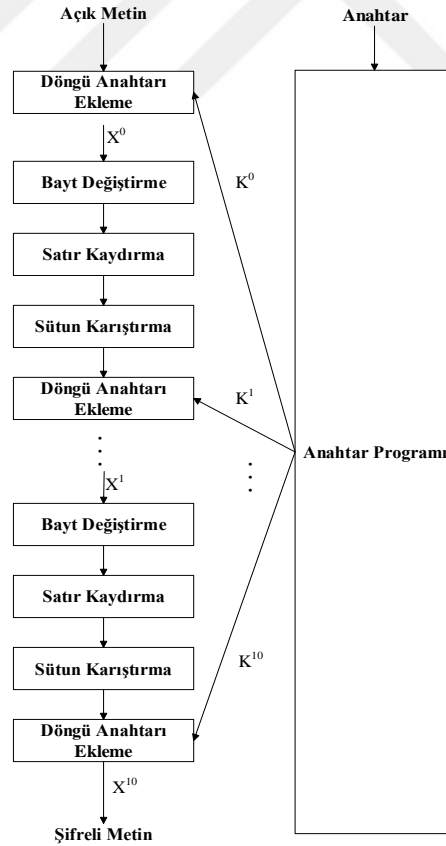 Açık Metin
Anahtar
Döngü Anahtarı
Ekleme
X⁰
Bayt Değiştirme
K⁰
Satır Kaydırma
Sütun Karıştırma
Döngü Anahtarı
Ekleme
K¹
Anahtar Programı
X¹
Bayt Değiştirme
Satır Kaydırma
Sütun Karıştırma
K¹⁰
Döngü Anahtarı
Ekleme
X¹⁰
Şifreli Metin